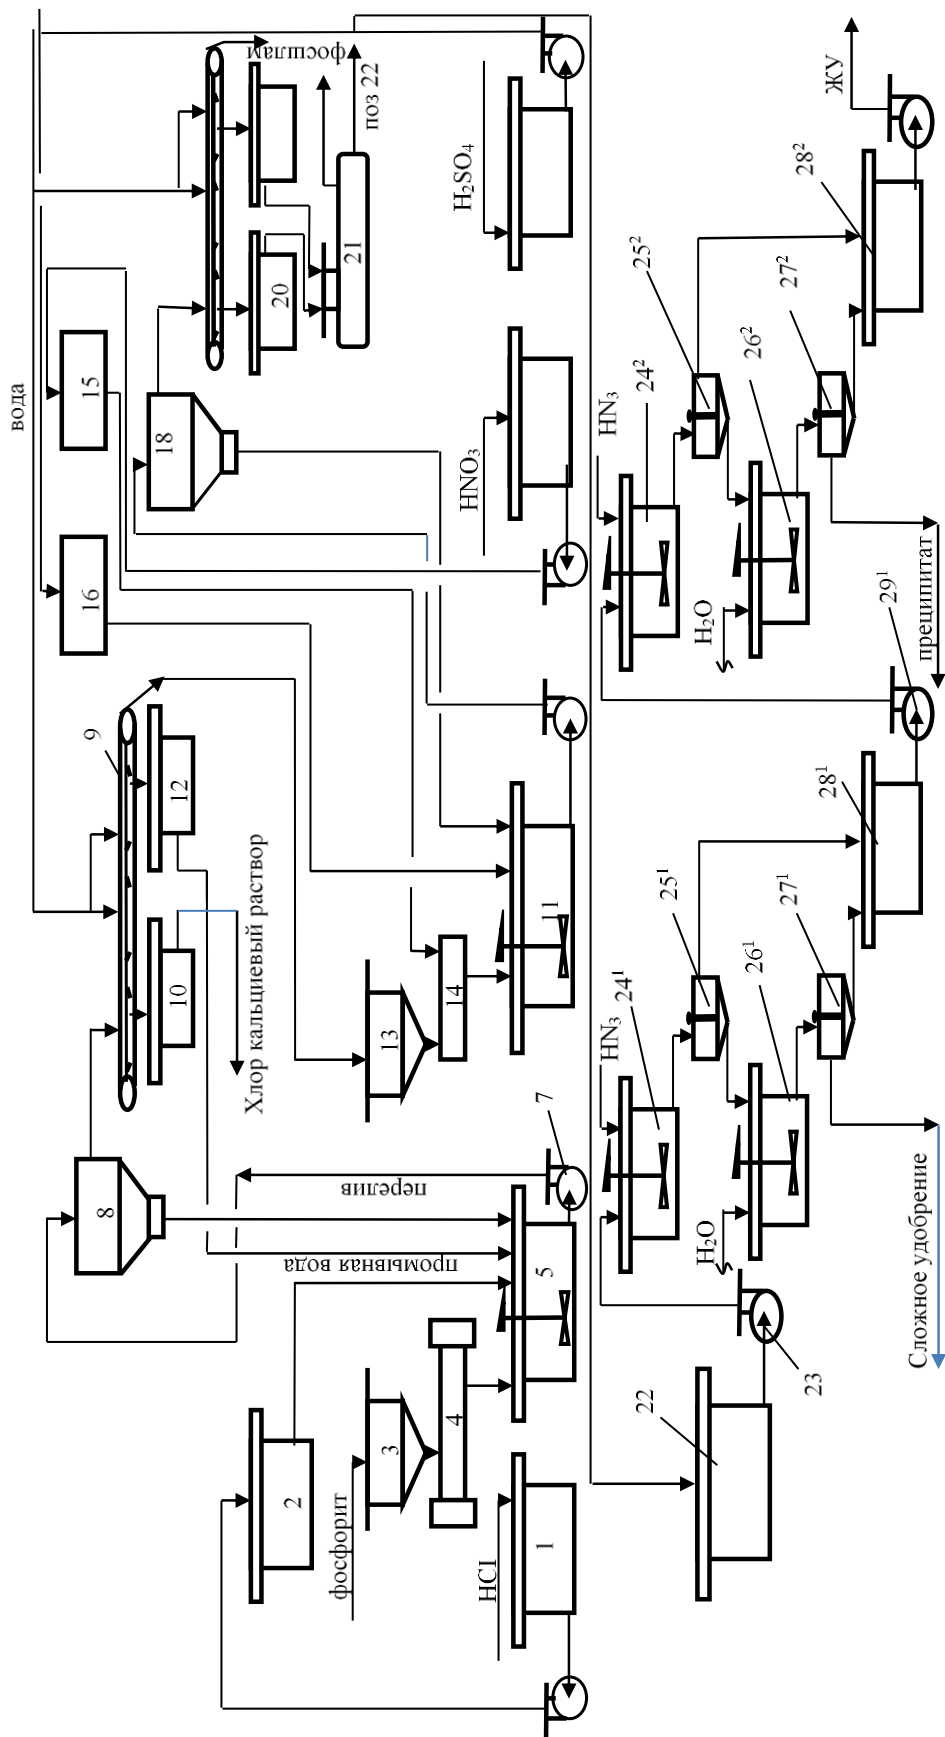 вода
фосшлам
поз 22
15
16
18
20
21
9
8
10
12
Хлор кальциевый раствор
13
14
11
HNO₃
H₂SO₄
2
фосфорит
3
4
перелив
промывная вода
5
7
HCl
1
22
23
HN₃
24¹
25¹
H₂O
26¹
27¹
28¹
29¹
Сложное удобрение
HN₃
24²
25²
H₂O
26²
27²
28²
преципитат
ЖУ